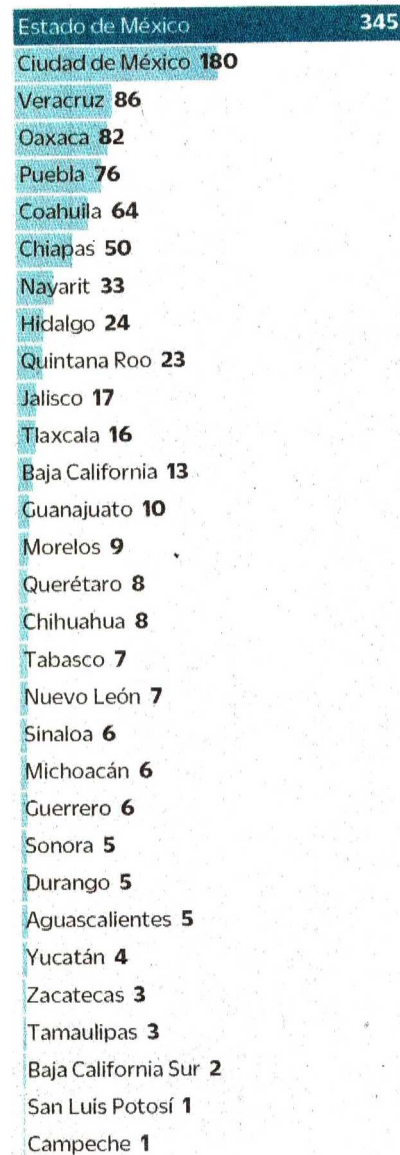 Estado de México 345
Ciudad de México 180
Veracruz 86
Oaxaca 82
Puebla 76
Coahuila 64
Chiapas 50
Nayarit 33
Hidalgo 24
Quintana Roo 23
Jalisco 17
Tlaxcala 16
Baja California 13
Guanajuato 10
Morelos 9
Querétaro 8
Chihuahua 8
Tabasco 7
Nuevo León 7
Sinaloa 6
Michoacán 6
Guerrero 6
Sonora 5
Durango 5
Aguascalientes 5
Yucatán 4
Zacatecas 3
Tamaulipas 3
Baja California Sur 2
San Luis Potosí 1
Campeche 1